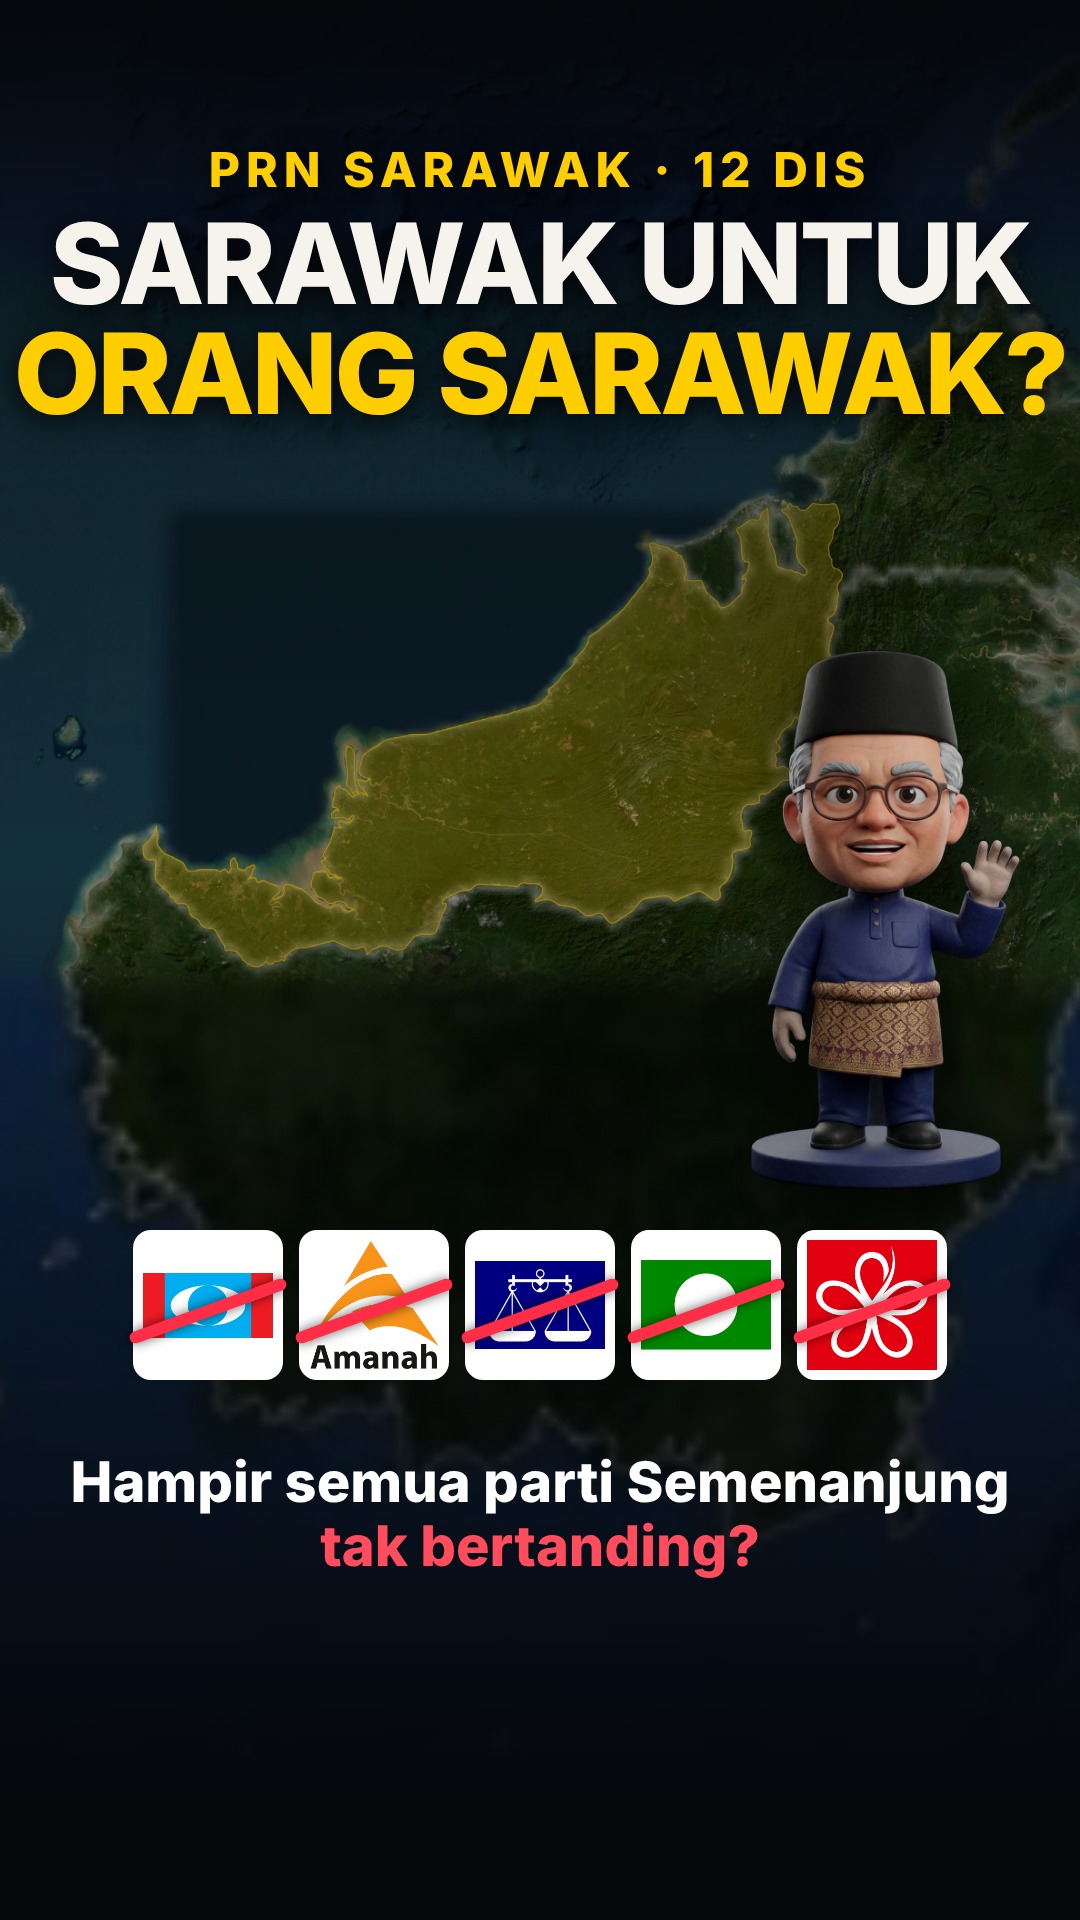 PRN SARAWAK · 12 DIS
SARAWAK UNTUK
ORANG SARAWAK?
Amanah
Hampir semua parti Semenanjung
tak bertanding?